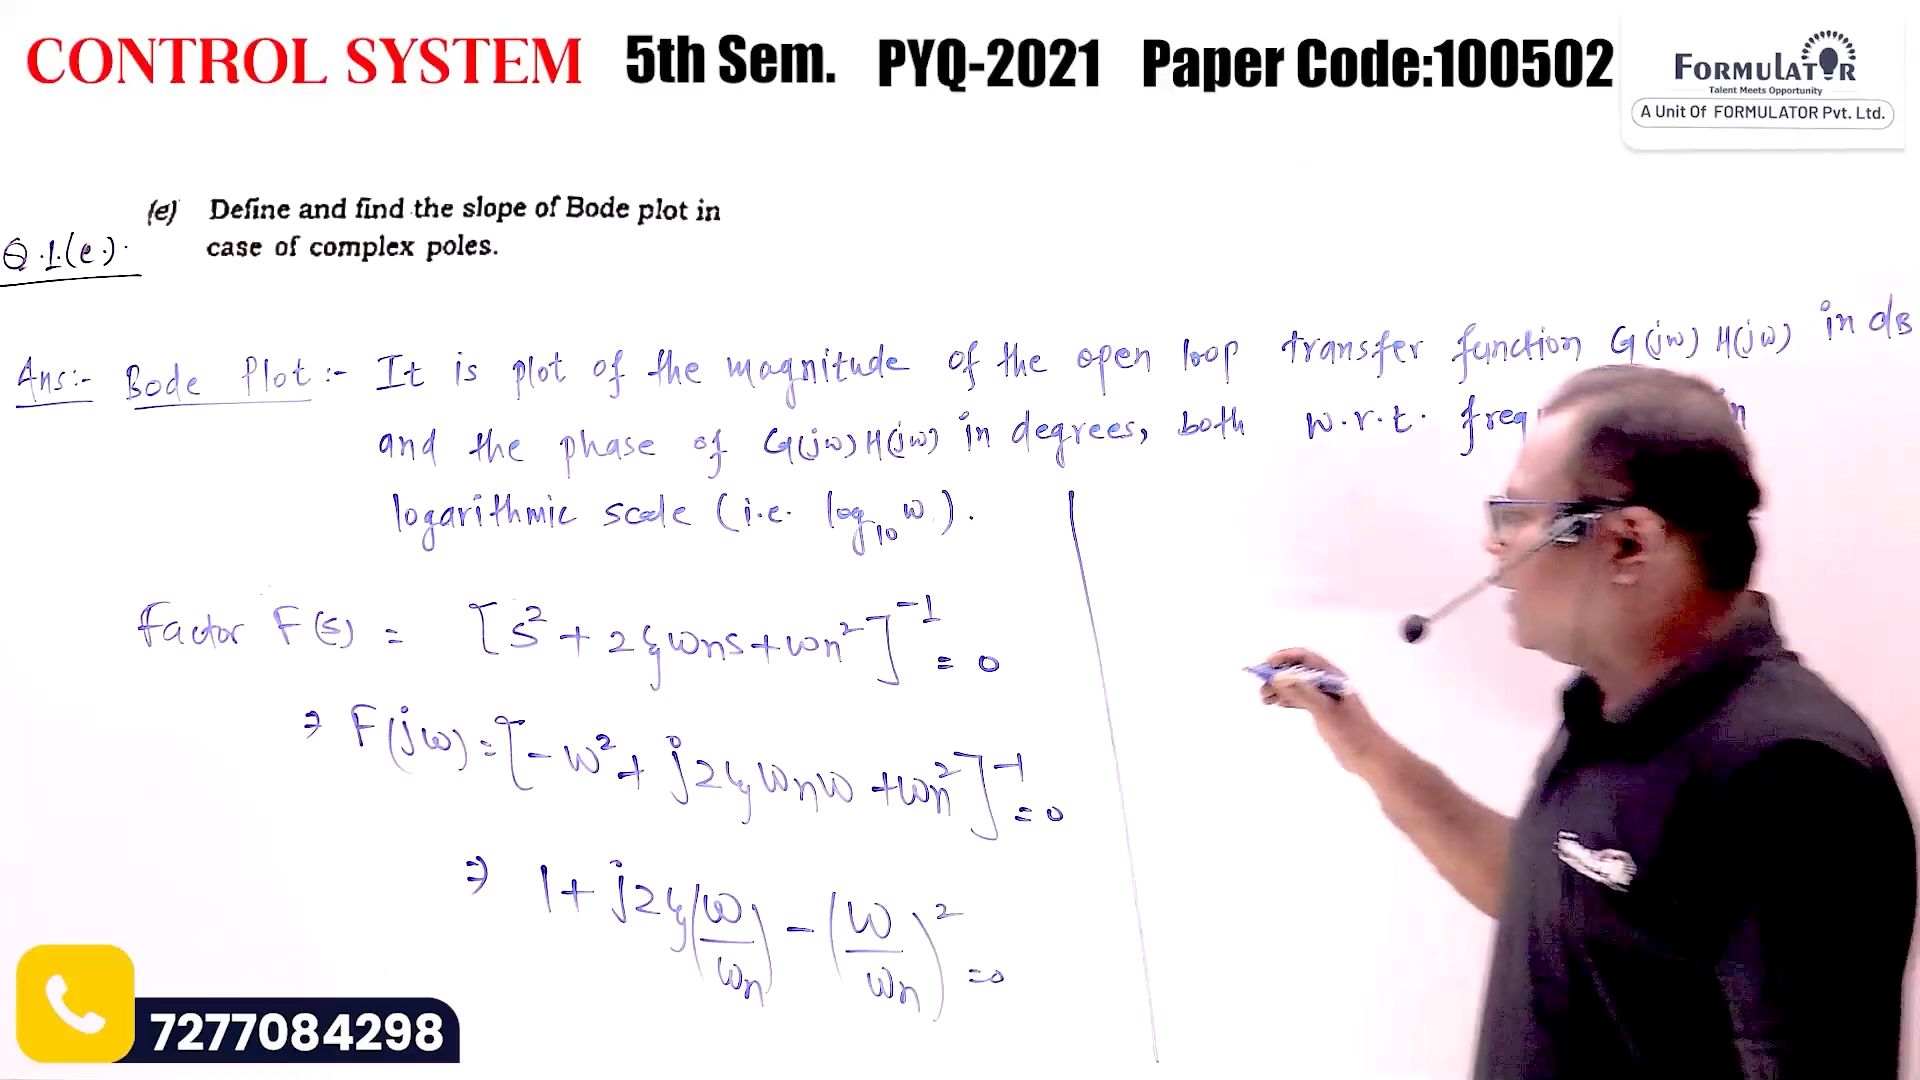 CONTROL SYSTEM 5th Sem. PYQ-2021 Paper Code:100502
FORMULATOR
Talent Meets Opportunity
A Unit Of FORMULATOR Pvt. Ltd.
(e) Define and find the slope of Bode plot in
case of complex poles.
Q.1.(e).
Ans:- Bode Plot:- It is plot of the magnitude of the open loop transfer function G(jω) H(jω) in dB
and the phase of G(jω)H(jω) in degrees, both w.r.t.
logarithmic scale (i.e. log₁₀ ω).
Factor F(s) = [s² + 2ξωns + ωn²]⁻¹ = 0
⇒ F(jω) = [-ω² + j2ξωnω + ωn²]⁻¹ = 0
⇒ 1 + j2ξ(ω/ωn) - (ω/ωn)² = 0
7277084298